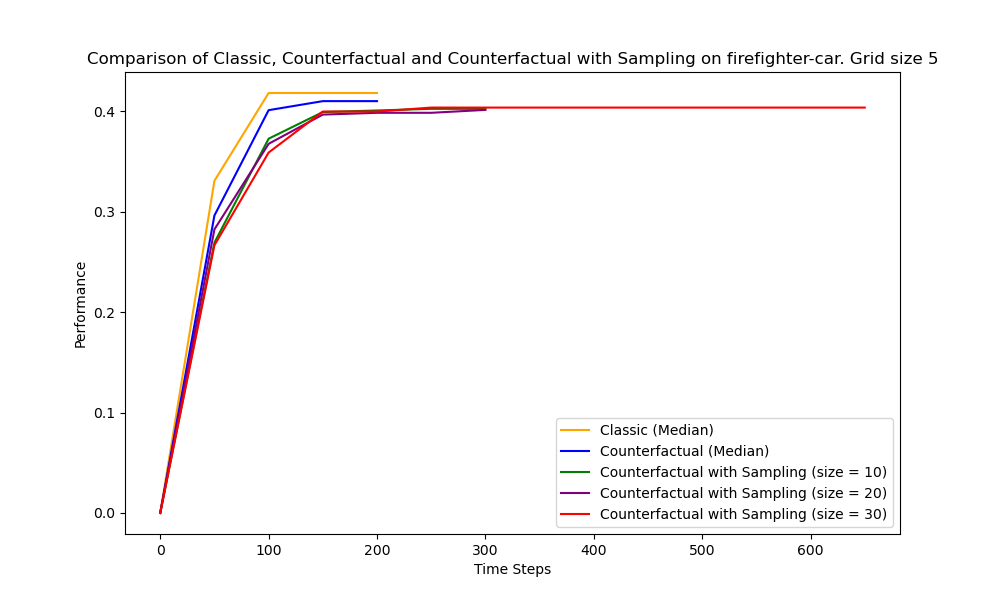 Comparison of Classic, Counterfactual and Counterfactual with Sampling on firefighter-car. Grid size 5
0.4
0.3
0.2
0.1
0.0
Performance
0 100 200 300 400 500 600
Time Steps
Classic (Median)
Counterfactual (Median)
Counterfactual with Sampling (size = 10)
Counterfactual with Sampling (size = 20)
Counterfactual with Sampling (size = 30)